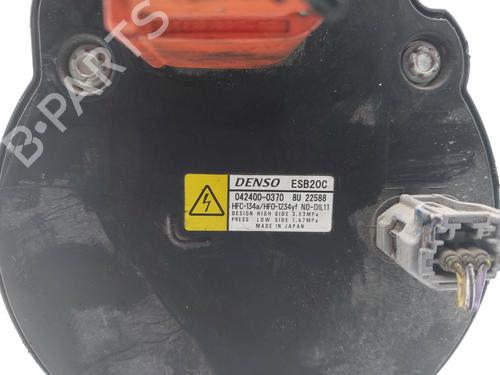 B-PARTS
DENSO ESB20C
042400-0370 8U 22588
HFC-134a/HFO-1234yf ND-OIL11
DESIGN HIGH SIDE 3.53MPa
PRESS LOW SIDE 1.67MPa
MADE IN JAPAN